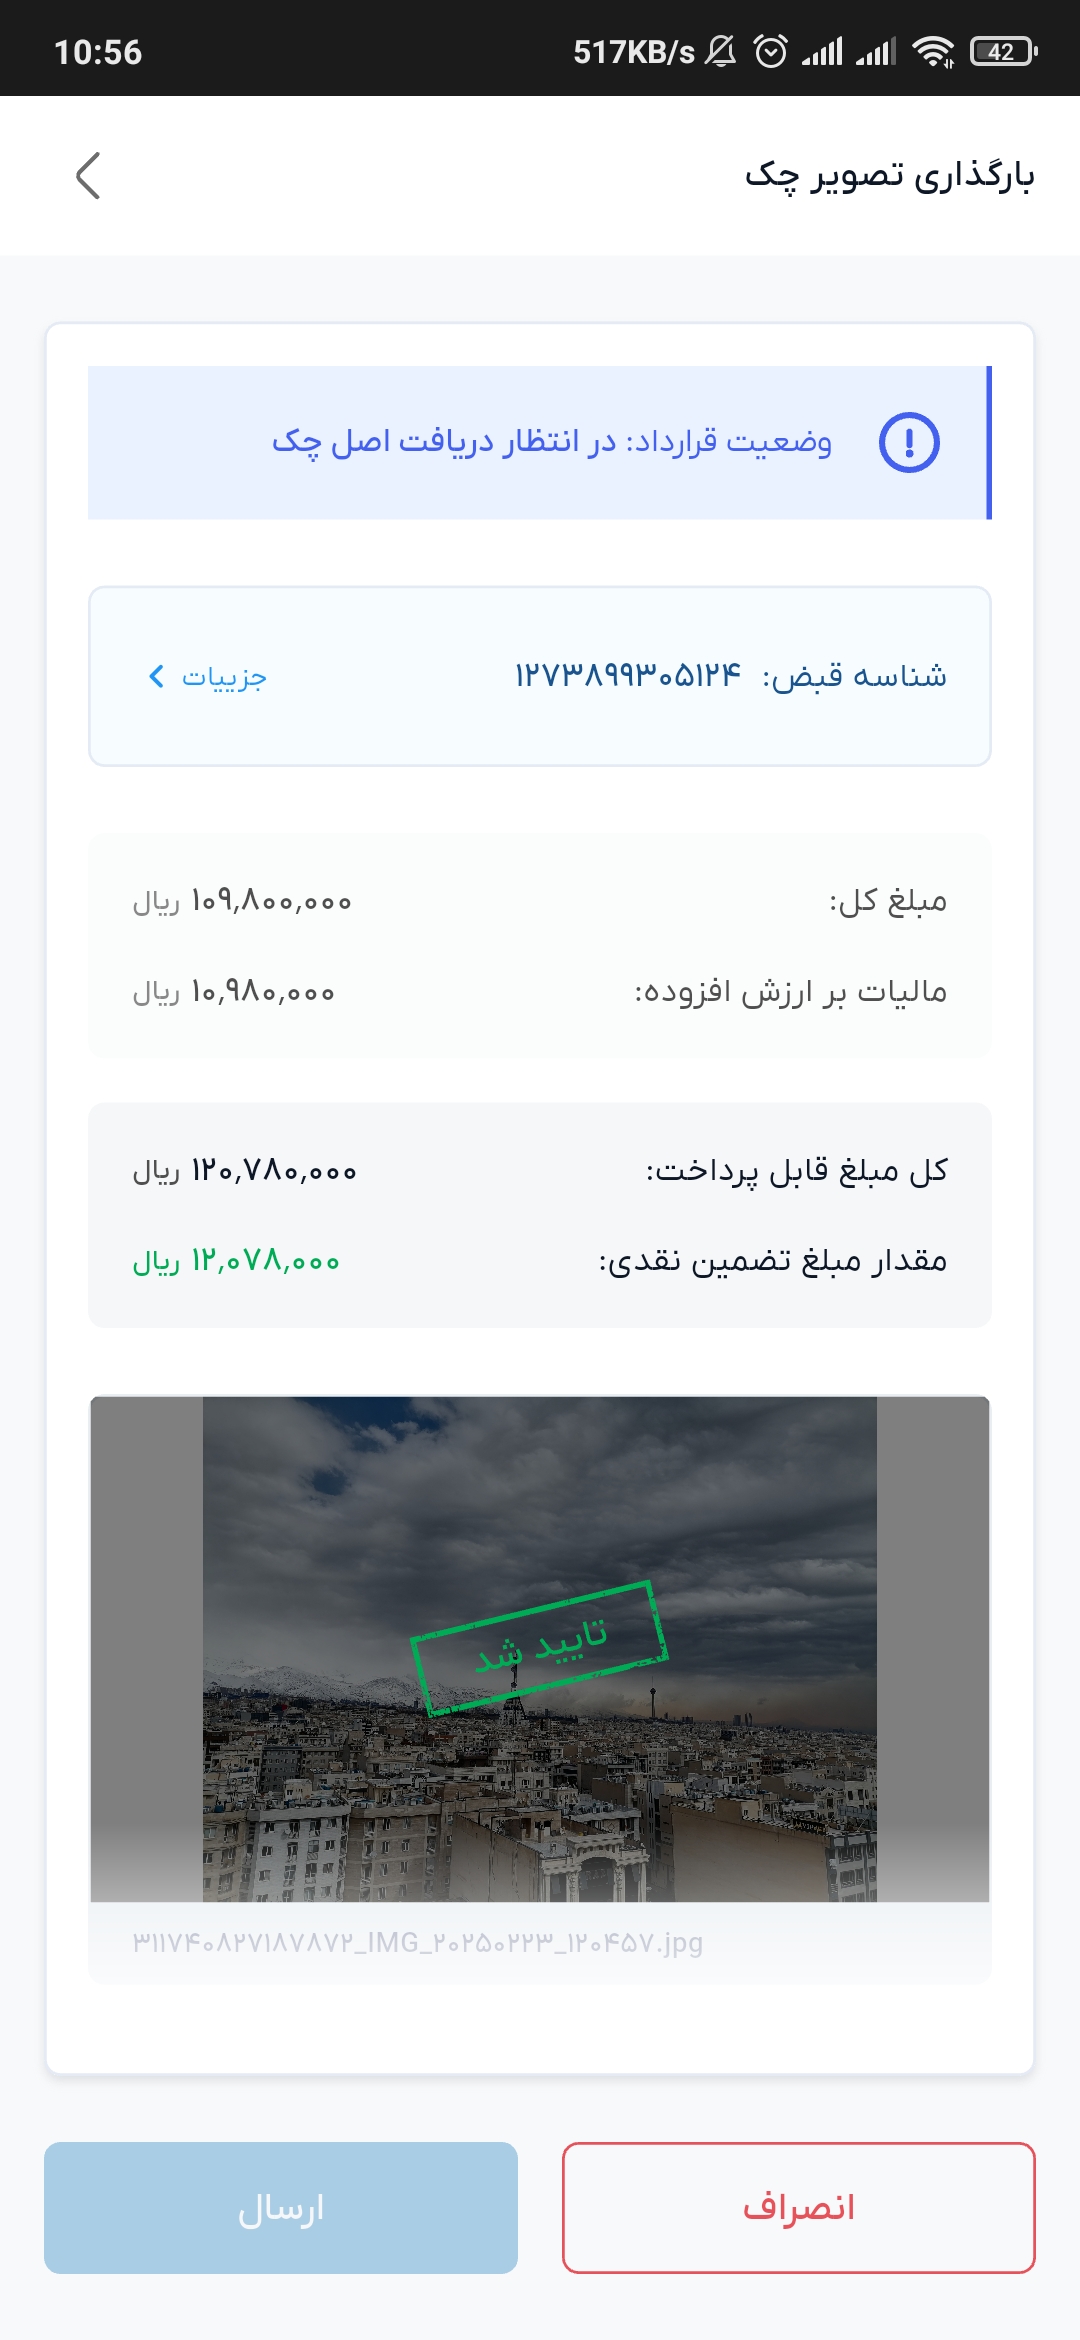 10:56 517KB/s 42
بارگذاری تصویر چک
وضعیت قرارداد: در انتظار دریافت اصل چک
شناسه قبض: ۱۲۷۳۸۹۹۳۰۵۱۲۴
جزییات
مبلغ کل: ۱۰۹,۸۰۰,۰۰۰ ریال
مالیات بر ارزش افزوده: ۱۰,۹۸۰,۰۰۰ ریال
کل مبلغ قابل پرداخت: ۱۲۰,۷۸۰,۰۰۰ ریال
مقدار مبلغ تضمین نقدی: ۱۲,۰۷۸,۰۰۰ ریال
تایید شد
۳۱۱۷۴۰۸۲۷۱۸۷۸۷۲_IMG_۲۰۲۵۰۲۲۳_۱۲۰۴۵۷.jpg
انصراف
ارسال